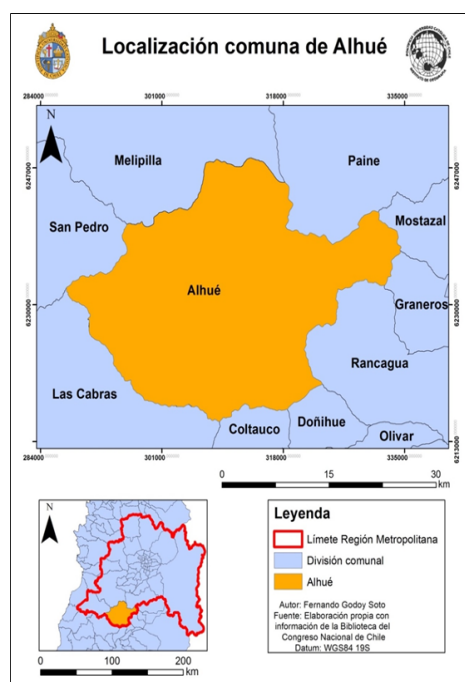 Localización comuna de Alhué
284000 301000 318000 335000
N
6247000 6247000
Melipilla
Paine
San Pedro
Mostazal
Alhué
6230000 6230000
Graneros
Rancagua
Las Cabras
Coltauco
Doñihue
Olivar
6213000
284000 301000 318000 335000
0 15 30
km
N
0 100 200
km
Leyenda
Límete Región Metropolitana
División comunal
Alhué
Autor: Fernando Godoy Soto
Fuente: Elaboración propia con
información de la Biblioteca del
Congreso Nacional de Chile
Datum: WGS84 19S